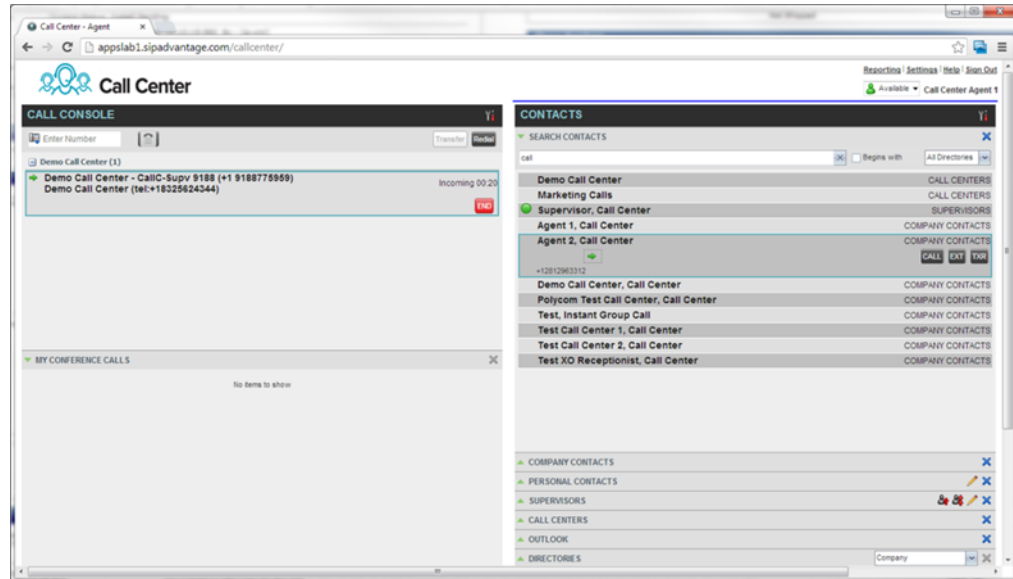 Call Center - Agent
appslab1.sipadvantage.com/callcenter/
Call Center
Reporting Settings Help Sign Out
Available Call Center Agent 1
CALL CONSOLE
Enter Number Transfer Redial
Demo Call Center (1)
Demo Call Center - CallC-Supv 9188 (+1 9188775959)
Incoming 00:20
Demo Call Center (tel:+18325624344)
END
MY CONFERENCE CALLS
No items to show
CONTACTS
SEARCH CONTACTS
call Begins with All Directories
Demo Call Center CALL CENTERS
Marketing Calls CALL CENTERS
Supervisor, Call Center SUPERVISORS
Agent 1, Call Center COMPANY CONTACTS
Agent 2, Call Center COMPANY CONTACTS
CALL EXT TXR
+12812963312
Demo Call Center, Call Center COMPANY CONTACTS
Polycom Test Call Center, Call Center COMPANY CONTACTS
Test, Instant Group Call COMPANY CONTACTS
Test Call Center 1, Call Center COMPANY CONTACTS
Test Call Center 2, Call Center COMPANY CONTACTS
Test XO Receptionist, Call Center COMPANY CONTACTS
COMPANY CONTACTS
PERSONAL CONTACTS
SUPERVISORS
CALL CENTERS
OUTLOOK
DIRECTORIES Company